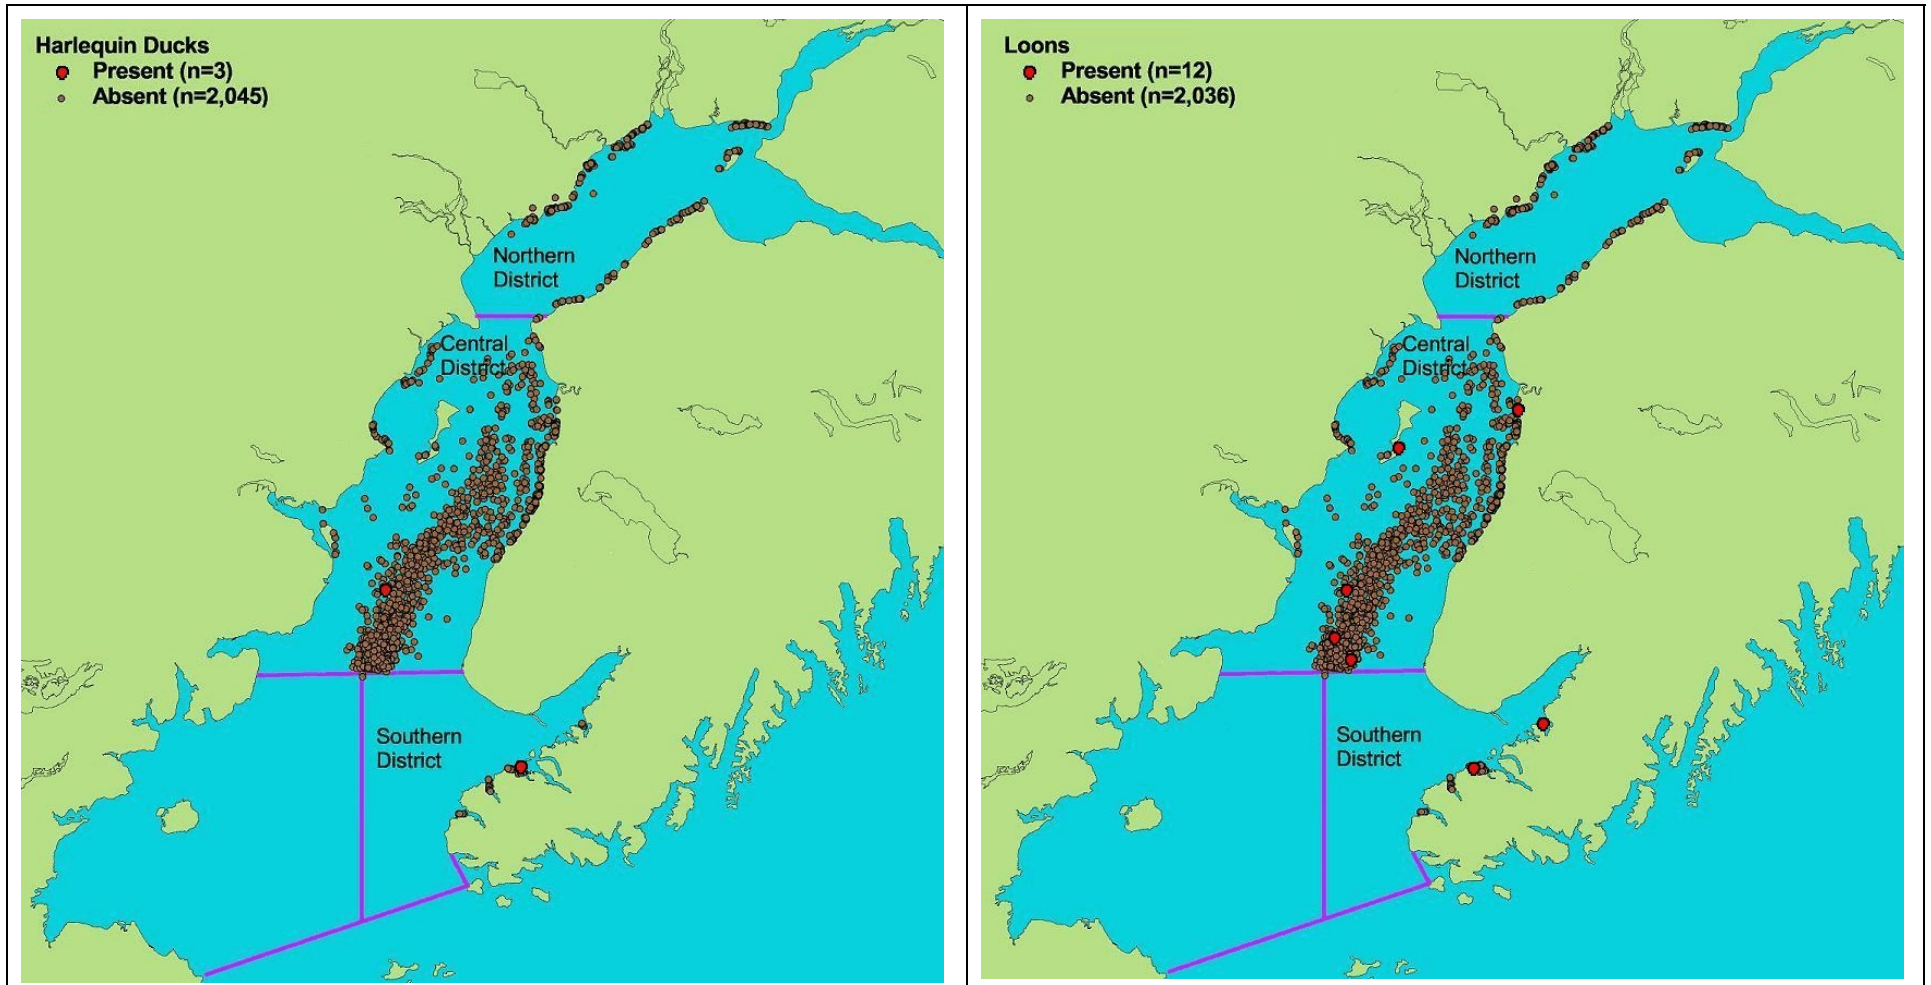 Harlequin Ducks
Present (n=3)
Absent (n=2,045)
Northern
District
Central
District
Southern
District
Loons
Present (n=12)
Absent (n=2,036)
Northern
District
Central
District
Southern
District